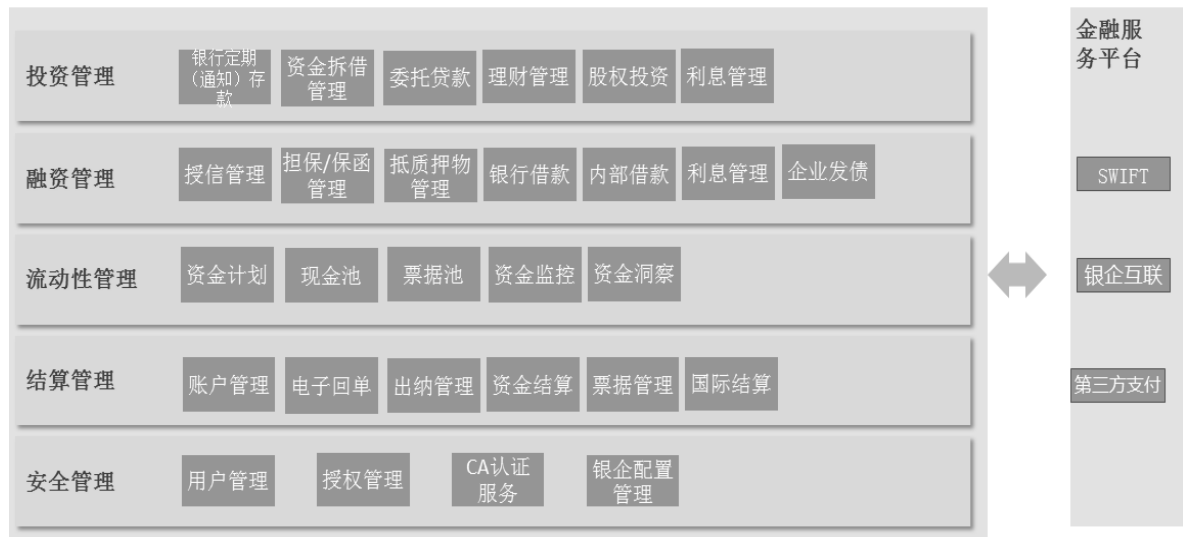 投资管理
银行定期
（通知）存
款
资金拆借
管理
委托贷款
理财管理
股权投资
利息管理
融资管理
授信管理
担保/保函
管理
抵质押物
管理
银行借款
内部借款
利息管理
企业发债
流动性管理
资金计划
现金池
票据池
资金监控
资金洞察
结算管理
账户管理
电子回单
出纳管理
资金结算
票据管理
国际结算
安全管理
用户管理
授权管理
CA认证
服务
银企配置
管理
金融服
务平台
SWIFT
银企互联
第三方支付